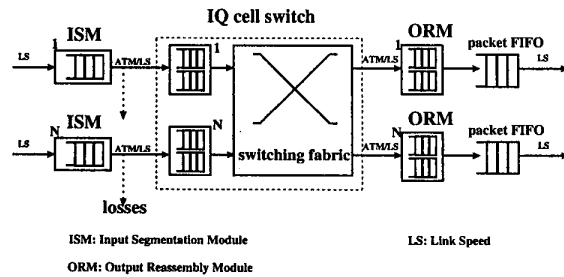 IQ cell switch
ISM
1
LS
ATM/LS
1
ATM/LS
1
ORM
packet FIFO
LS
ISM
N
LS
ATM/LS
N
switching fabric
ATM/LS
N
ORM
packet FIFO
LS
losses
ISM: Input Segmentation Module
LS: Link Speed
ORM: Output Reassembly Module